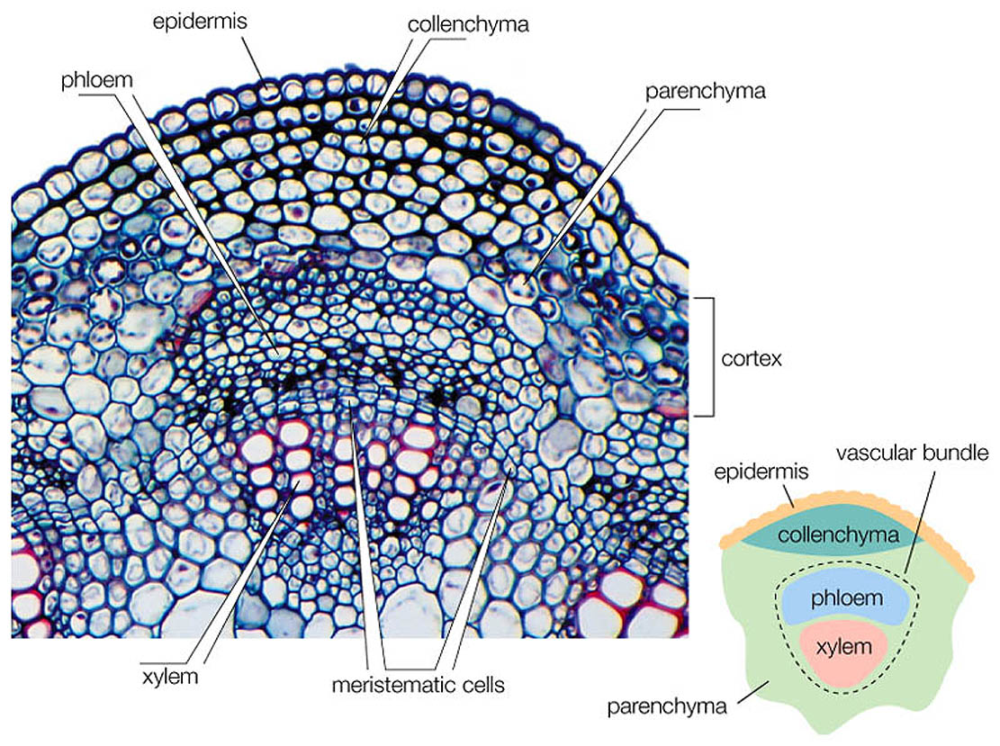 epidermis
collenchyma
phloem
parenchyma
cortex
xylem
meristematic cells
vascular bundle
epidermis
collenchyma
phloem
xylem
parenchyma